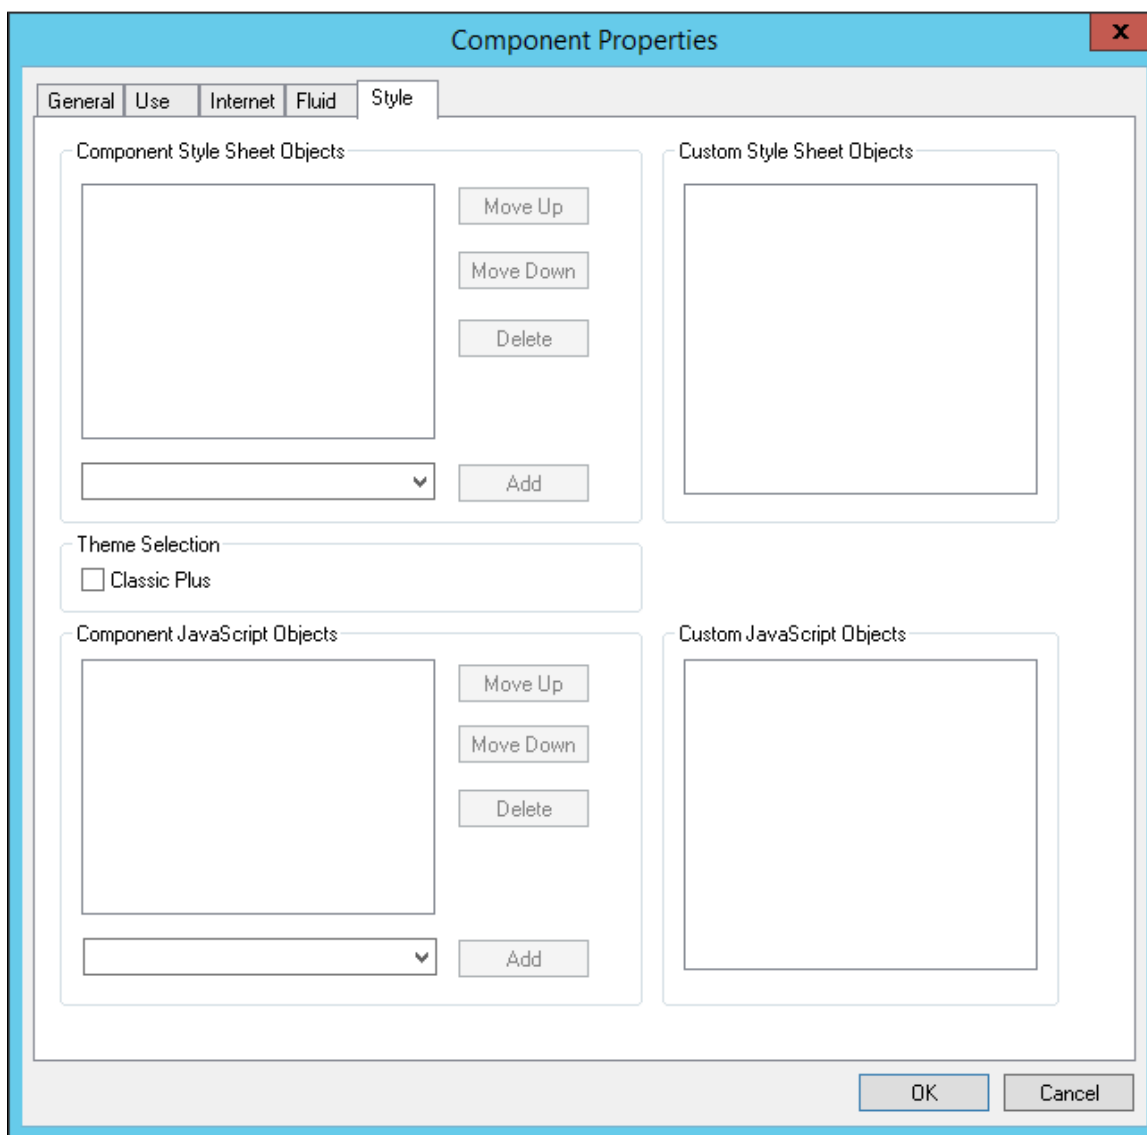 Component Properties
x
General Use Internet Fluid Style
Component Style Sheet Objects
Move Up
Move Down
Delete
Add
Custom Style Sheet Objects
Theme Selection
Classic Plus
Component JavaScript Objects
Move Up
Move Down
Delete
Add
Custom JavaScript Objects
OK Cancel